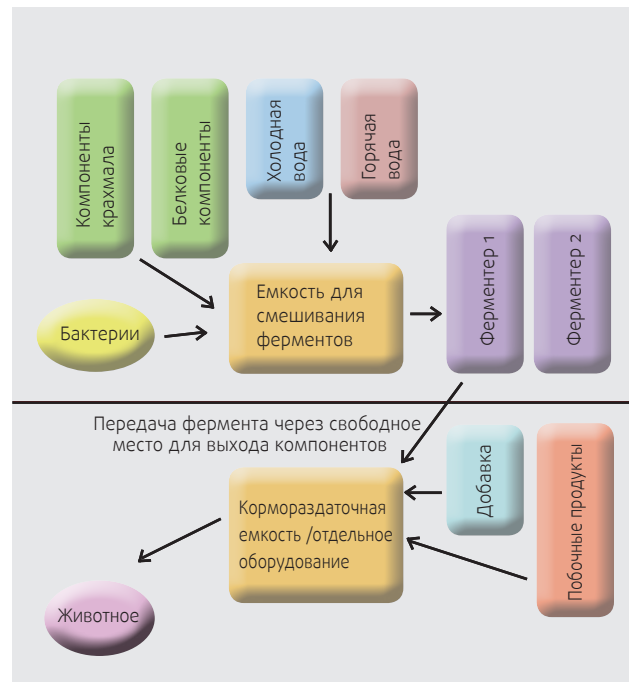 Компоненты
крахмала
Белковые
компоненты
Холодная
вода
Горячая
вода
Бактерии
Емкость для
смешивания
ферментов
Ферментер 1
Ферментер 2
Передача фермента через свободное
место для выхода компонентов
Кормораздаточная
емкость /отдельное
оборудование
Добавка
Побочные продукты
Животное